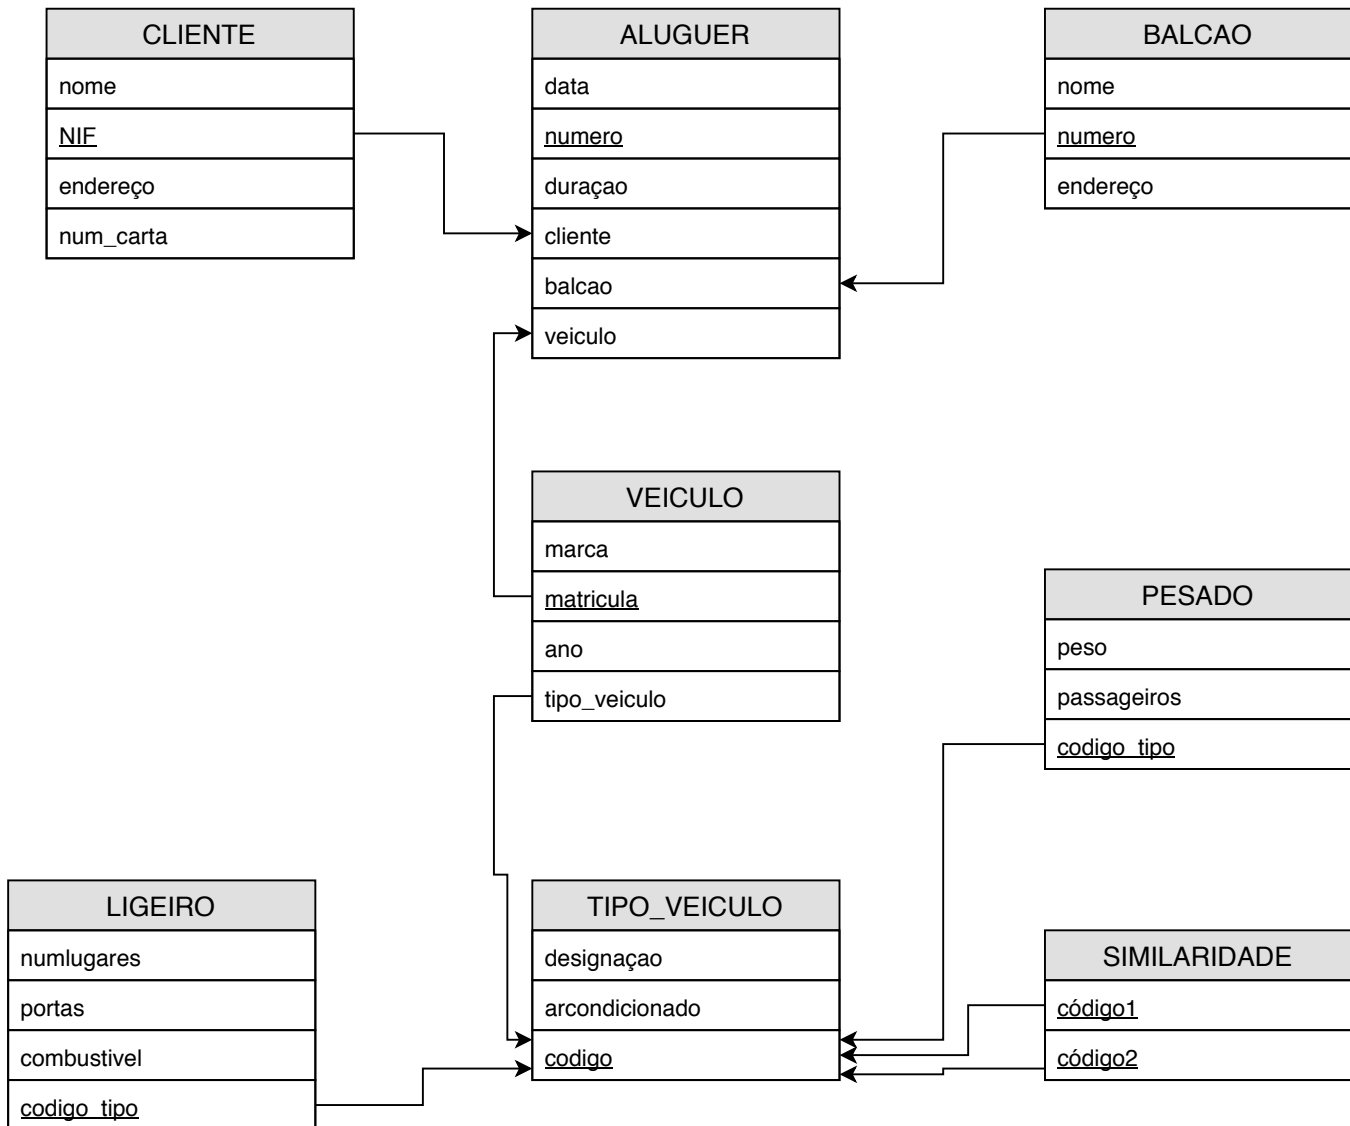 CLIENTE
nome
NIF
endereço
num_carta
ALUGUER
data
numero
duraçao
cliente
balcao
veiculo
BALCAO
nome
numero
endereço
VEICULO
marca
matricula
ano
tipo_veiculo
PESADO
peso
passageiros
codigo_tipo
LIGEIRO
numlugares
portas
combustivel
codigo_tipo
TIPO_VEICULO
designaçao
arcondicionado
codigo
SIMILARIDADE
código1
código2